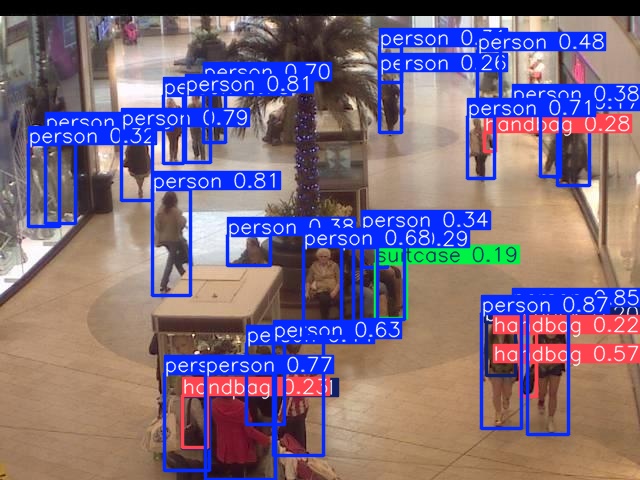 person 0.48
person 0.26
person 0.70
person 0.81
person 0.38
person 0.71
handbag 0.28
person 0.79
person
person 0.32
person 0.81
person 0.38
person 0.34
person 0.68
0.29
suitcase 0.19
0.85
person 0.87
handbag 0.22
handbag 0.57
person 0.63
person 0.77
handbag 0.23